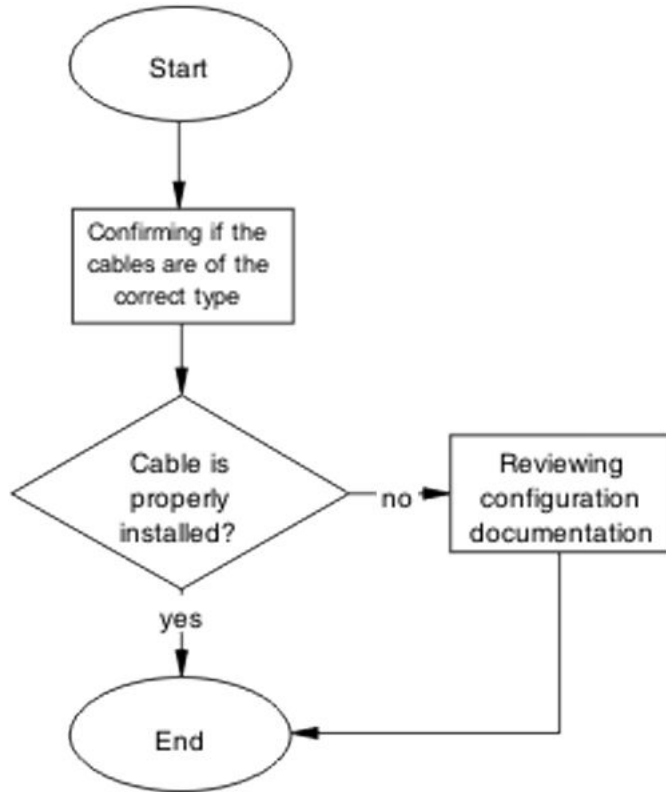 Start
Confirming if the
cables are of the
correct type
Cable is
properly
installed?
no
Reviewing
configuration
documentation
yes
End